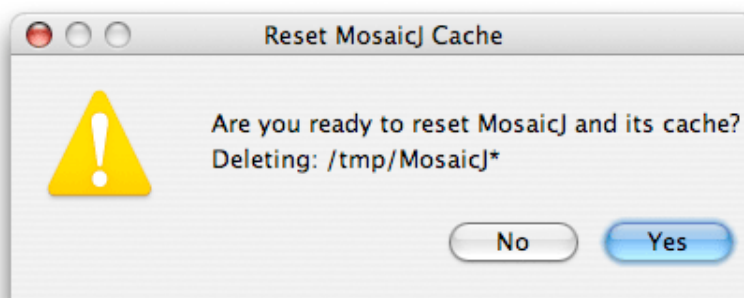 Reset MosaicJ Cache
Are you ready to reset MosaicJ and its cache?
Deleting: /tmp/MosaicJ*
No Yes